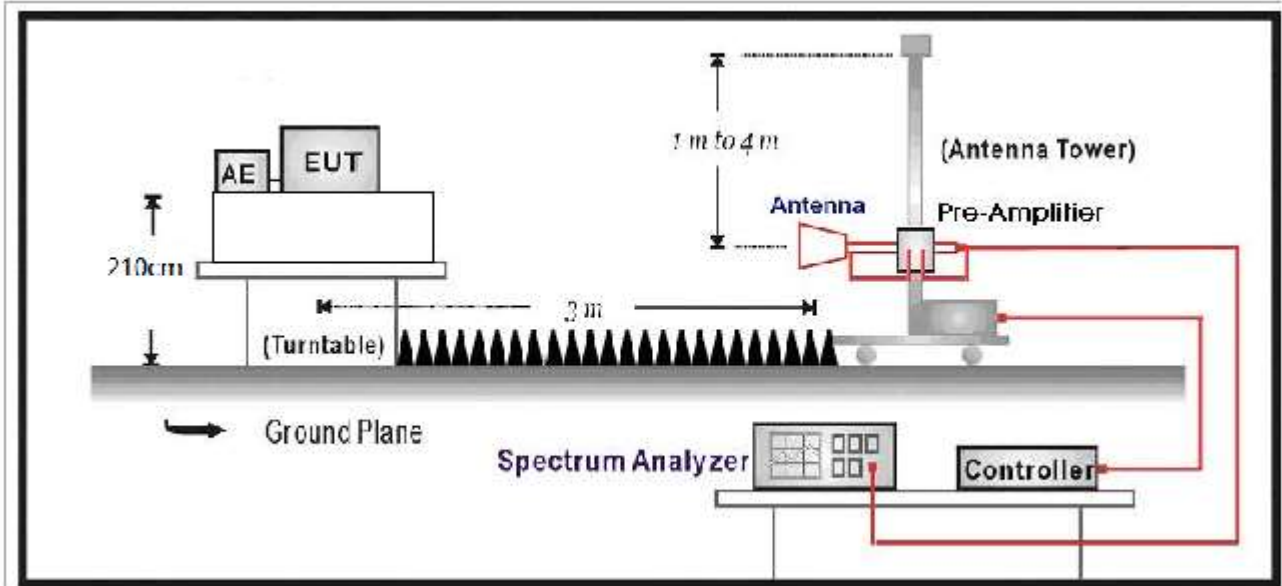 1 m to 4 m
(Antenna Tower)
AE
EUT
Antenna
Pre-Amplifier
210cm
3 m
(Turntable)
Ground Plane
Spectrum Analyzer
Controller